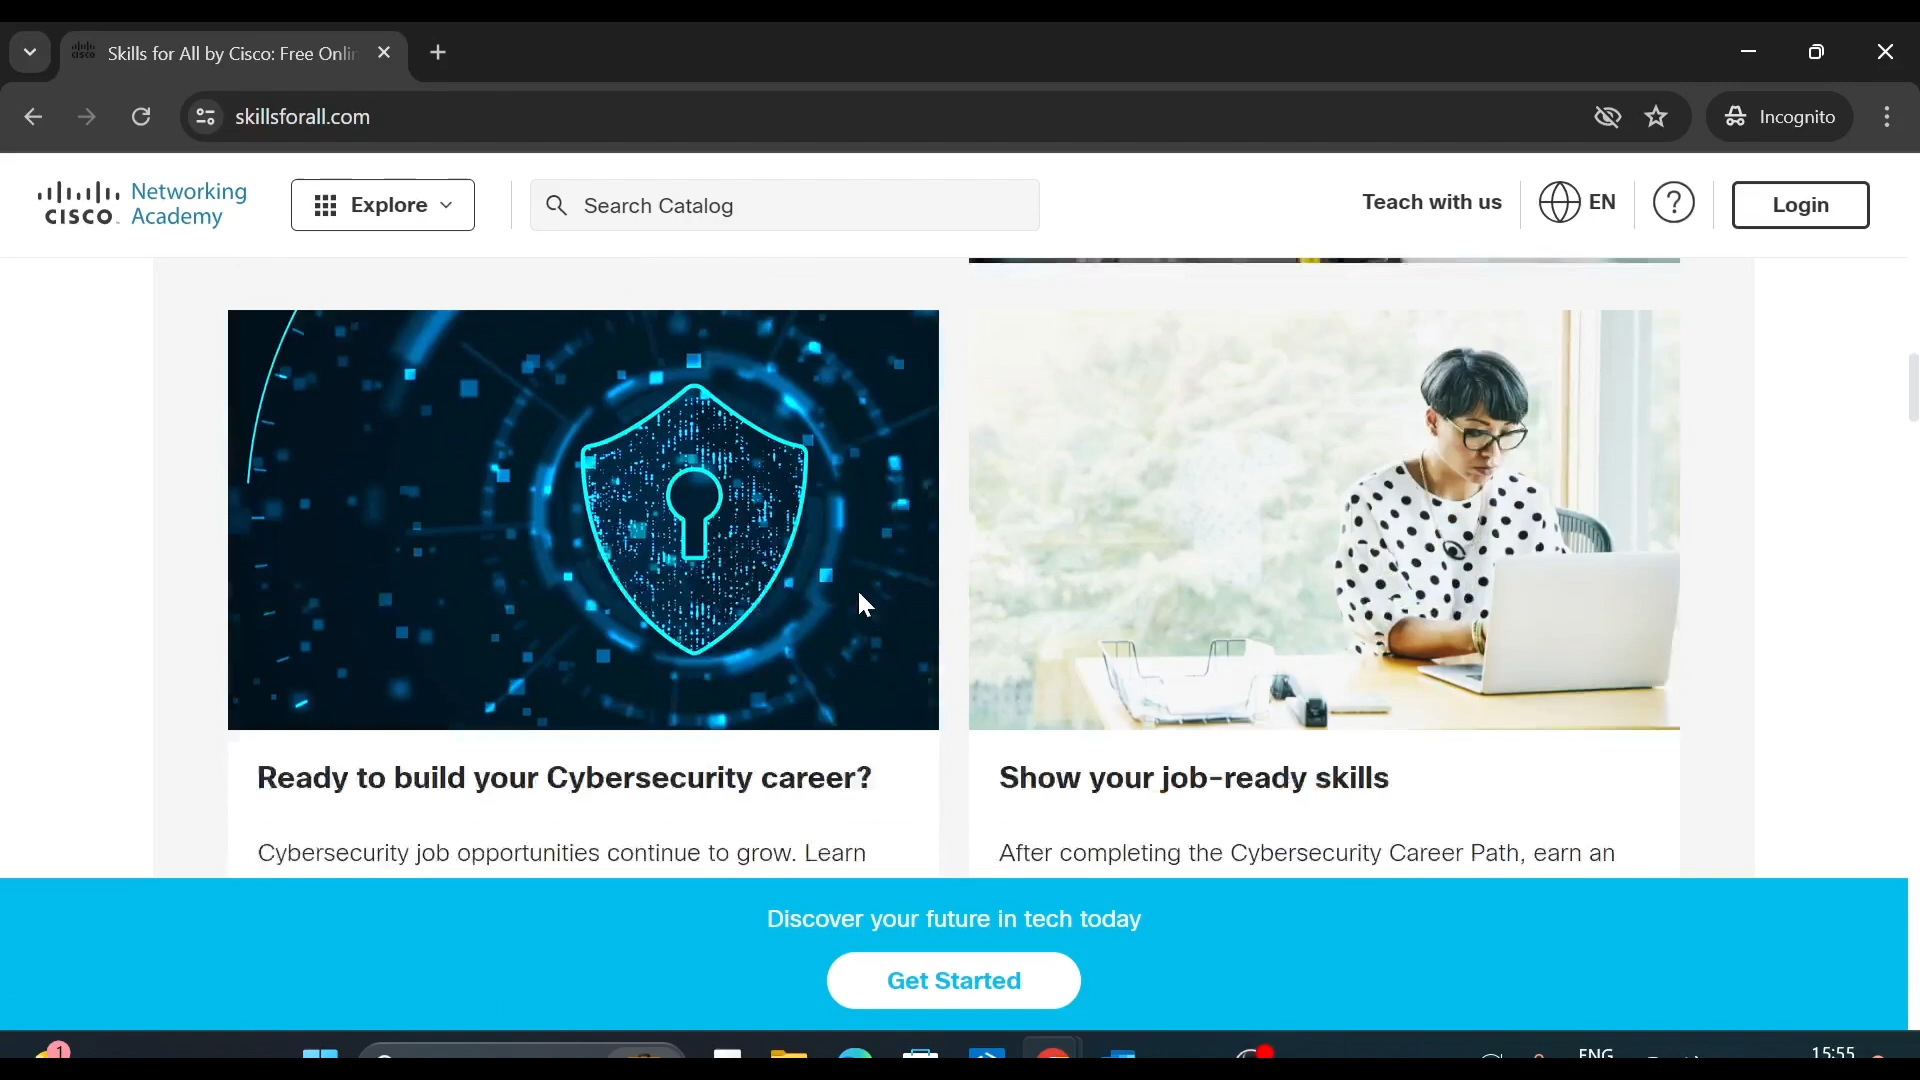 Skills for All by Cisco: Free Onlin
skillsforall.com
Incognito
CISCO
Networking
Academy
Explore
Search Catalog
Teach with us
EN
?
Login
Ready to build your Cybersecurity career?
Cybersecurity job opportunities continue to grow. Learn
Show your job-ready skills
After completing the Cybersecurity Career Path, earn an
Discover your future in tech today
Get Started
1
ENG
15:55